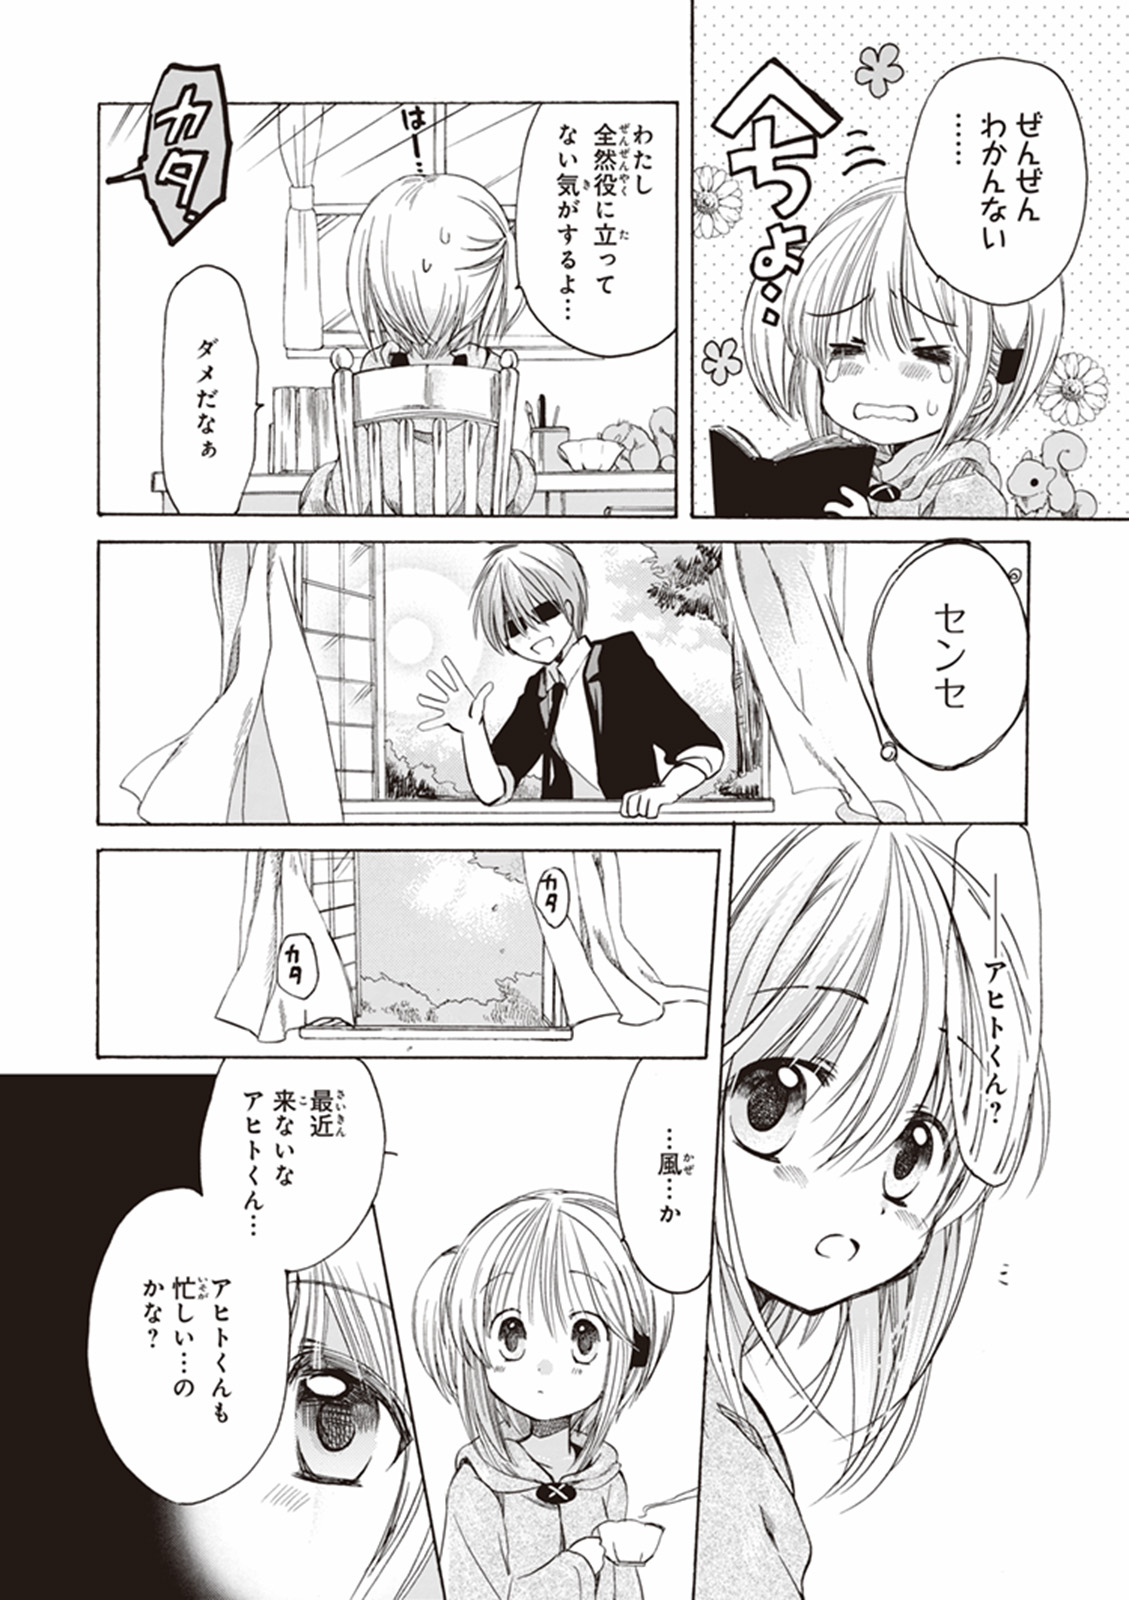 ぜんぜん
わかんない
……
へちょ…
わたし
全然役に立って
ない気がするよ…
はー…
カタ、
ダメだなぁ
センセ
――アヒトくん?
カタ
カタ
…風…か
最近
来ないな
アヒトくん…
アヒトくんも
忙しい…の
かな?